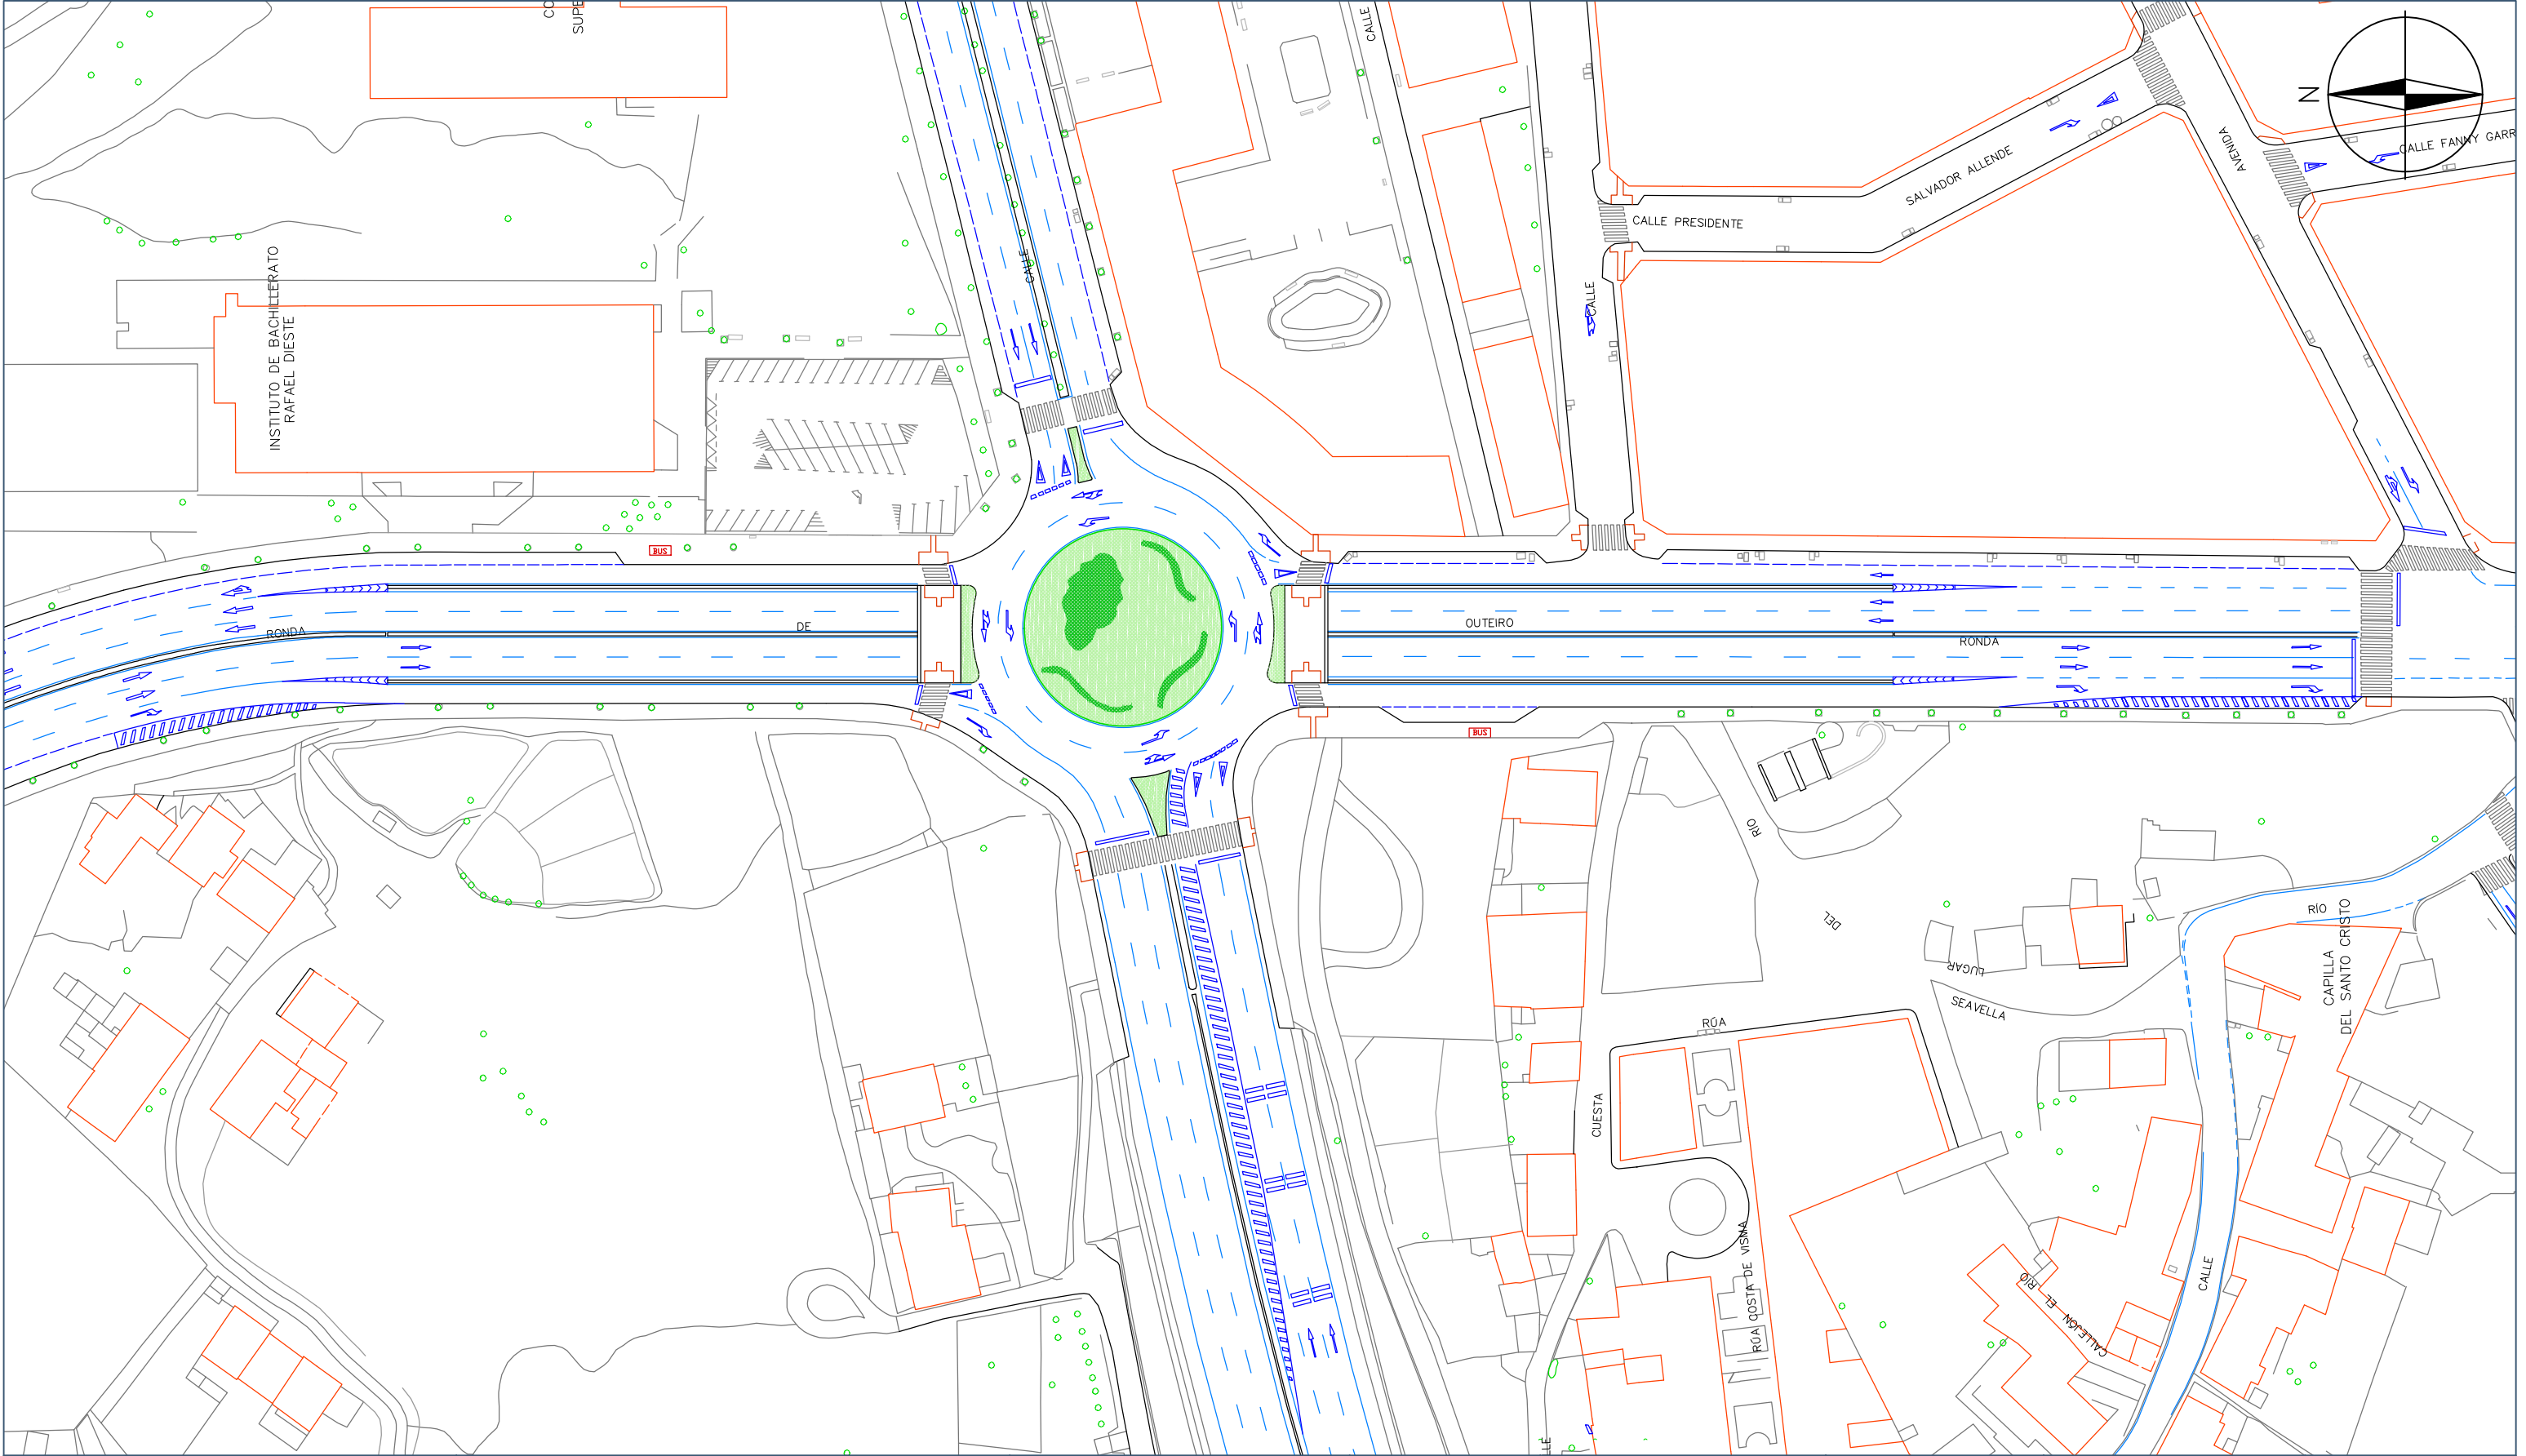 CALLE
N
AVENIDA
CALLE FANNY GARR
SALVADOR ALLENDE
CALLE PRESIDENTE
CALLE
CALLE
INSTITUTO DE BACHILLERATO
RAFAEL DIESTE
BUS
RONDA
DE
OUTEIRO
RONDA
BUS
RÍO
DEL
LUGAR
SEAVELLA
RÍO
CAPILLA
DEL SANTO CRISTO
RÚA
CUESTA
RÚA COSTA DE VISMA
CALLE
CALLEJÓN EL RÍO